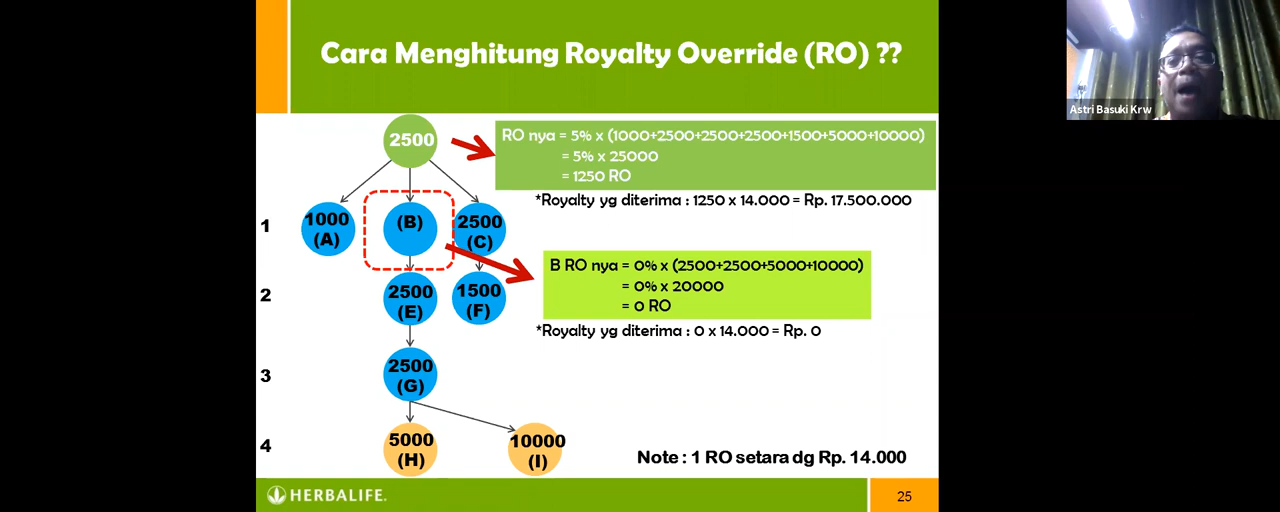 Cara Menghitung Royalty Override (RO) ??
Astri Basuki Krw
2500
RO nya = 5% x (1000+2500+2500+2500+1500+5000+10000)
= 5% x 25000
= 1250 RO
*Royalty yg diterima : 1250 x 14.000 = Rp. 17.500.000
1
1000
(A)
(B)
2500
(C)
B RO nya = 0% x (2500+2500+5000+10000)
= 0% x 20000
= 0 RO
*Royalty yg diterima : 0 x 14.000 = Rp. 0
2
2500
(E)
1500
(F)
3
2500
(G)
4
5000
(H)
10000
(I)
Note : 1 RO setara dg Rp. 14.000
HERBALIFE.
25